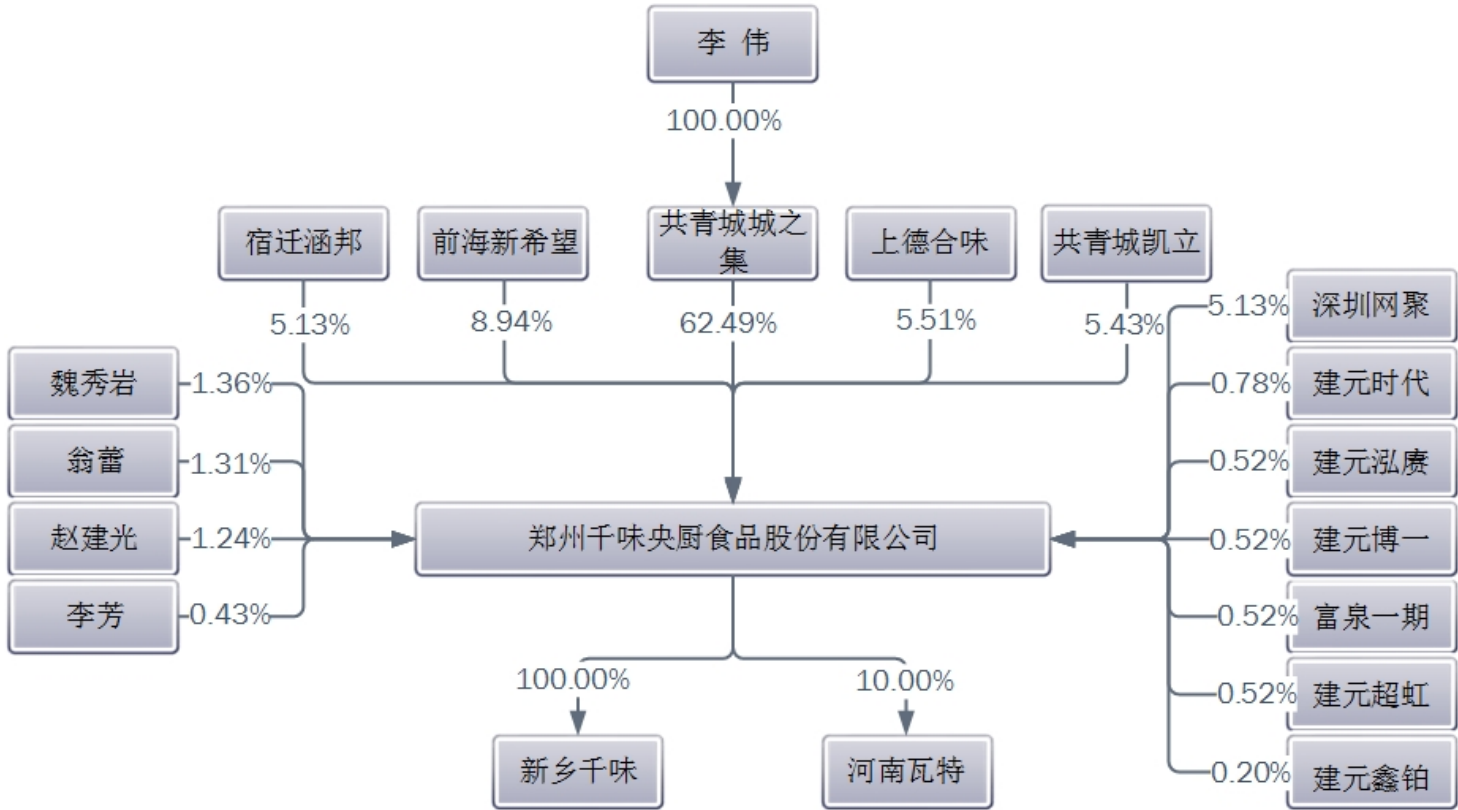 李 伟
100.00%
宿迁涵邦
前海新希望
共青城城之
集
上德合味
共青城凯立
5.13%
8.94%
62.49%
5.51%
5.43%
魏秀岩
1.36%
翁蕾
1.31%
赵建光
1.24%
李芳
0.43%
郑州千味央厨食品股份有限公司
5.13%
深圳网聚
0.78%
建元时代
0.52%
建元泓赓
0.52%
建元博一
0.52%
富泉一期
0.52%
建元超虹
0.20%
建元鑫铂
100.00%
10.00%
新乡千味
河南瓦特